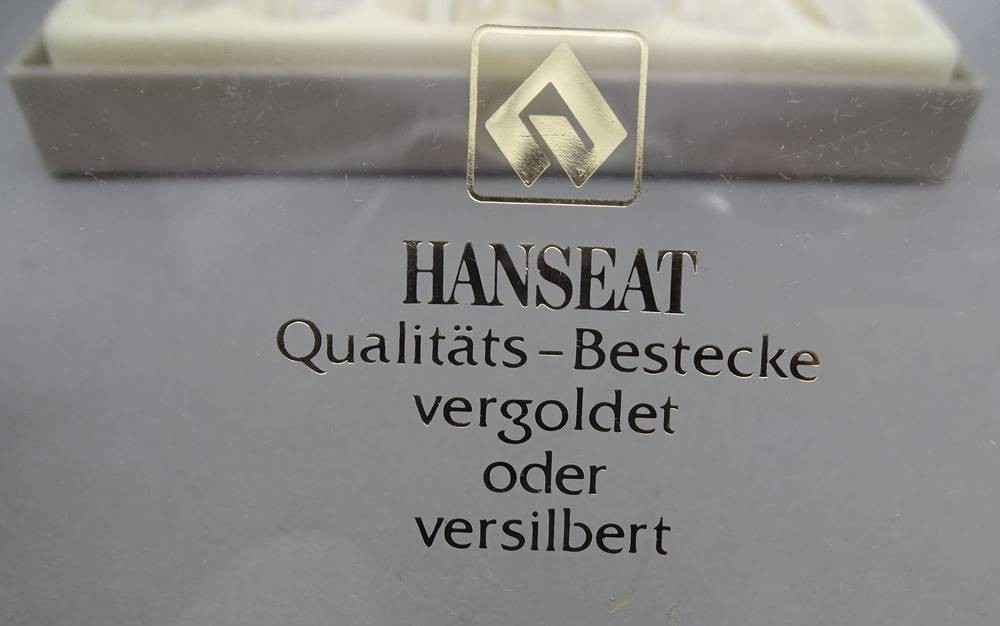 HANSEAT
Qualitäts-Bestecke
vergoldet
oder
versilbert